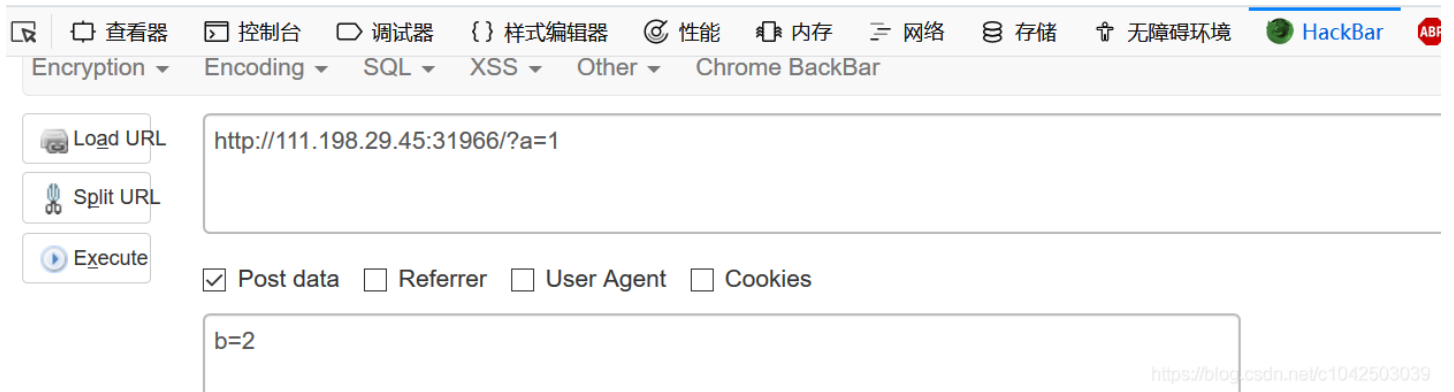 查看器 控制台 调试器 {} 样式编辑器 性能 内存 网络 存储 无障碍环境 HackBar ABP
Encryption Encoding SQL XSS Other Chrome BackBar
Load URL http://111.198.29.45:31966/?a=1
Split URL
Execute
Post data Referrer User Agent Cookies
b=2
https://blog.csdn.net/c1042503039